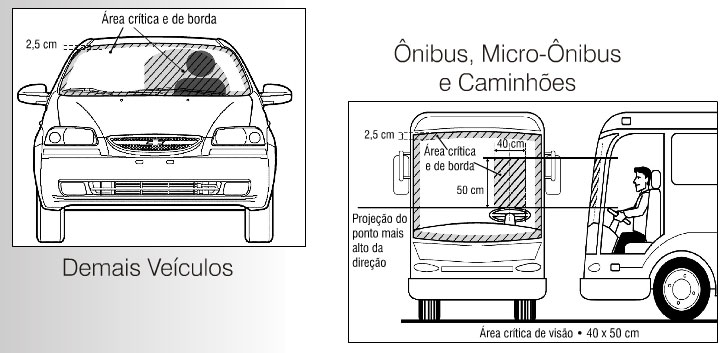 Área crítica e de borda
2,5 cm
Demais Veículos
Ônibus, Micro-Ônibus
e Caminhões
2,5 cm
40 cm
Área crítica
e de borda
50 cm
Projeção do
ponto mais
alto da
direção
Área crítica de visão • 40 x 50 cm